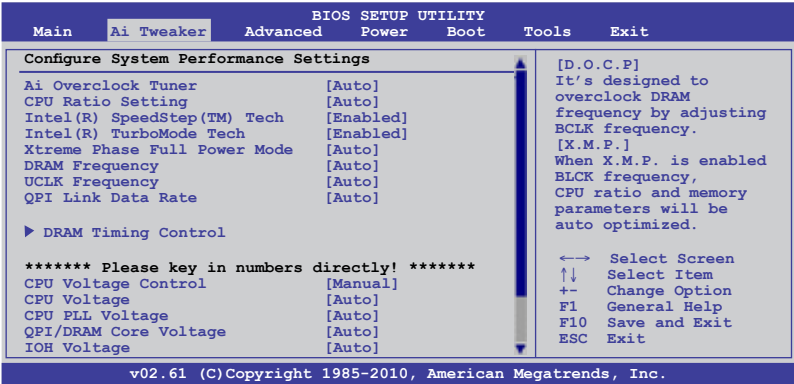 BIOS SETUP UTILITY
Main Ai Tweaker Advanced Power Boot Tools Exit
Configure System Performance Settings
Ai Overclock Tuner [Auto]
CPU Ratio Setting [Auto]
Intel(R) SpeedStep(TM) Tech [Enabled]
Intel(R) TurboMode Tech [Enabled]
Xtreme Phase Full Power Mode [Auto]
DRAM Frequency [Auto]
UCLK Frequency [Auto]
QPI Link Data Rate [Auto]
DRAM Timing Control
******* Please key in numbers directly! *******
CPU Voltage Control [Manual]
CPU Voltage [Auto]
CPU PLL Voltage [Auto]
QPI/DRAM Core Voltage [Auto]
IOH Voltage [Auto]
[D.O.C.P]
It's designed to
overclock DRAM
frequency by adjusting
BCLK frequency.
[X.M.P.]
When X.M.P. is enabled
BLCK frequency,
CPU ratio and memory
parameters will be
auto optimized.
←→ Select Screen
↑↓ Select Item
+- Change Option
F1 General Help
F10 Save and Exit
ESC Exit
v02.61 (C)Copyright 1985-2010, American Megatrends, Inc.